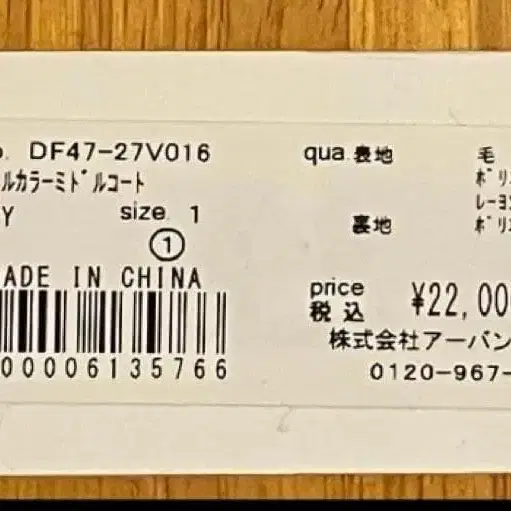 o. DF47-27V016
ルカラーミドルコート
Y size 1
1
ADE IN CHINA
00006135766
qua 表地 毛
ポリ
レーヨ
裏地 ポリ
price
税込 ¥22,00
株式会社アーバン
0120-967-